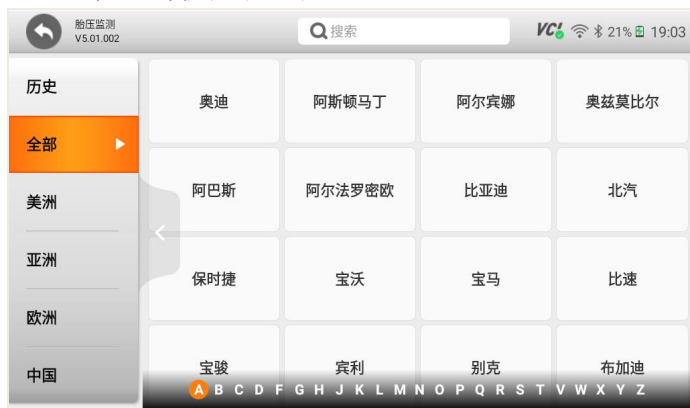 胎压监测
V5.01.002
搜索
VCI
21%
19:03
历史
全部
美洲
亚洲
欧洲
中国
奥迪 阿斯顿马丁 阿尔宾娜 奥兹莫比尔
阿巴斯 阿尔法罗密欧 比亚迪 北汽
保时捷 宝沃 宝马 比速
宝骏 宾利 别克 布加迪
A B C D F G H J K L M N O P Q R S T V W X Y Z